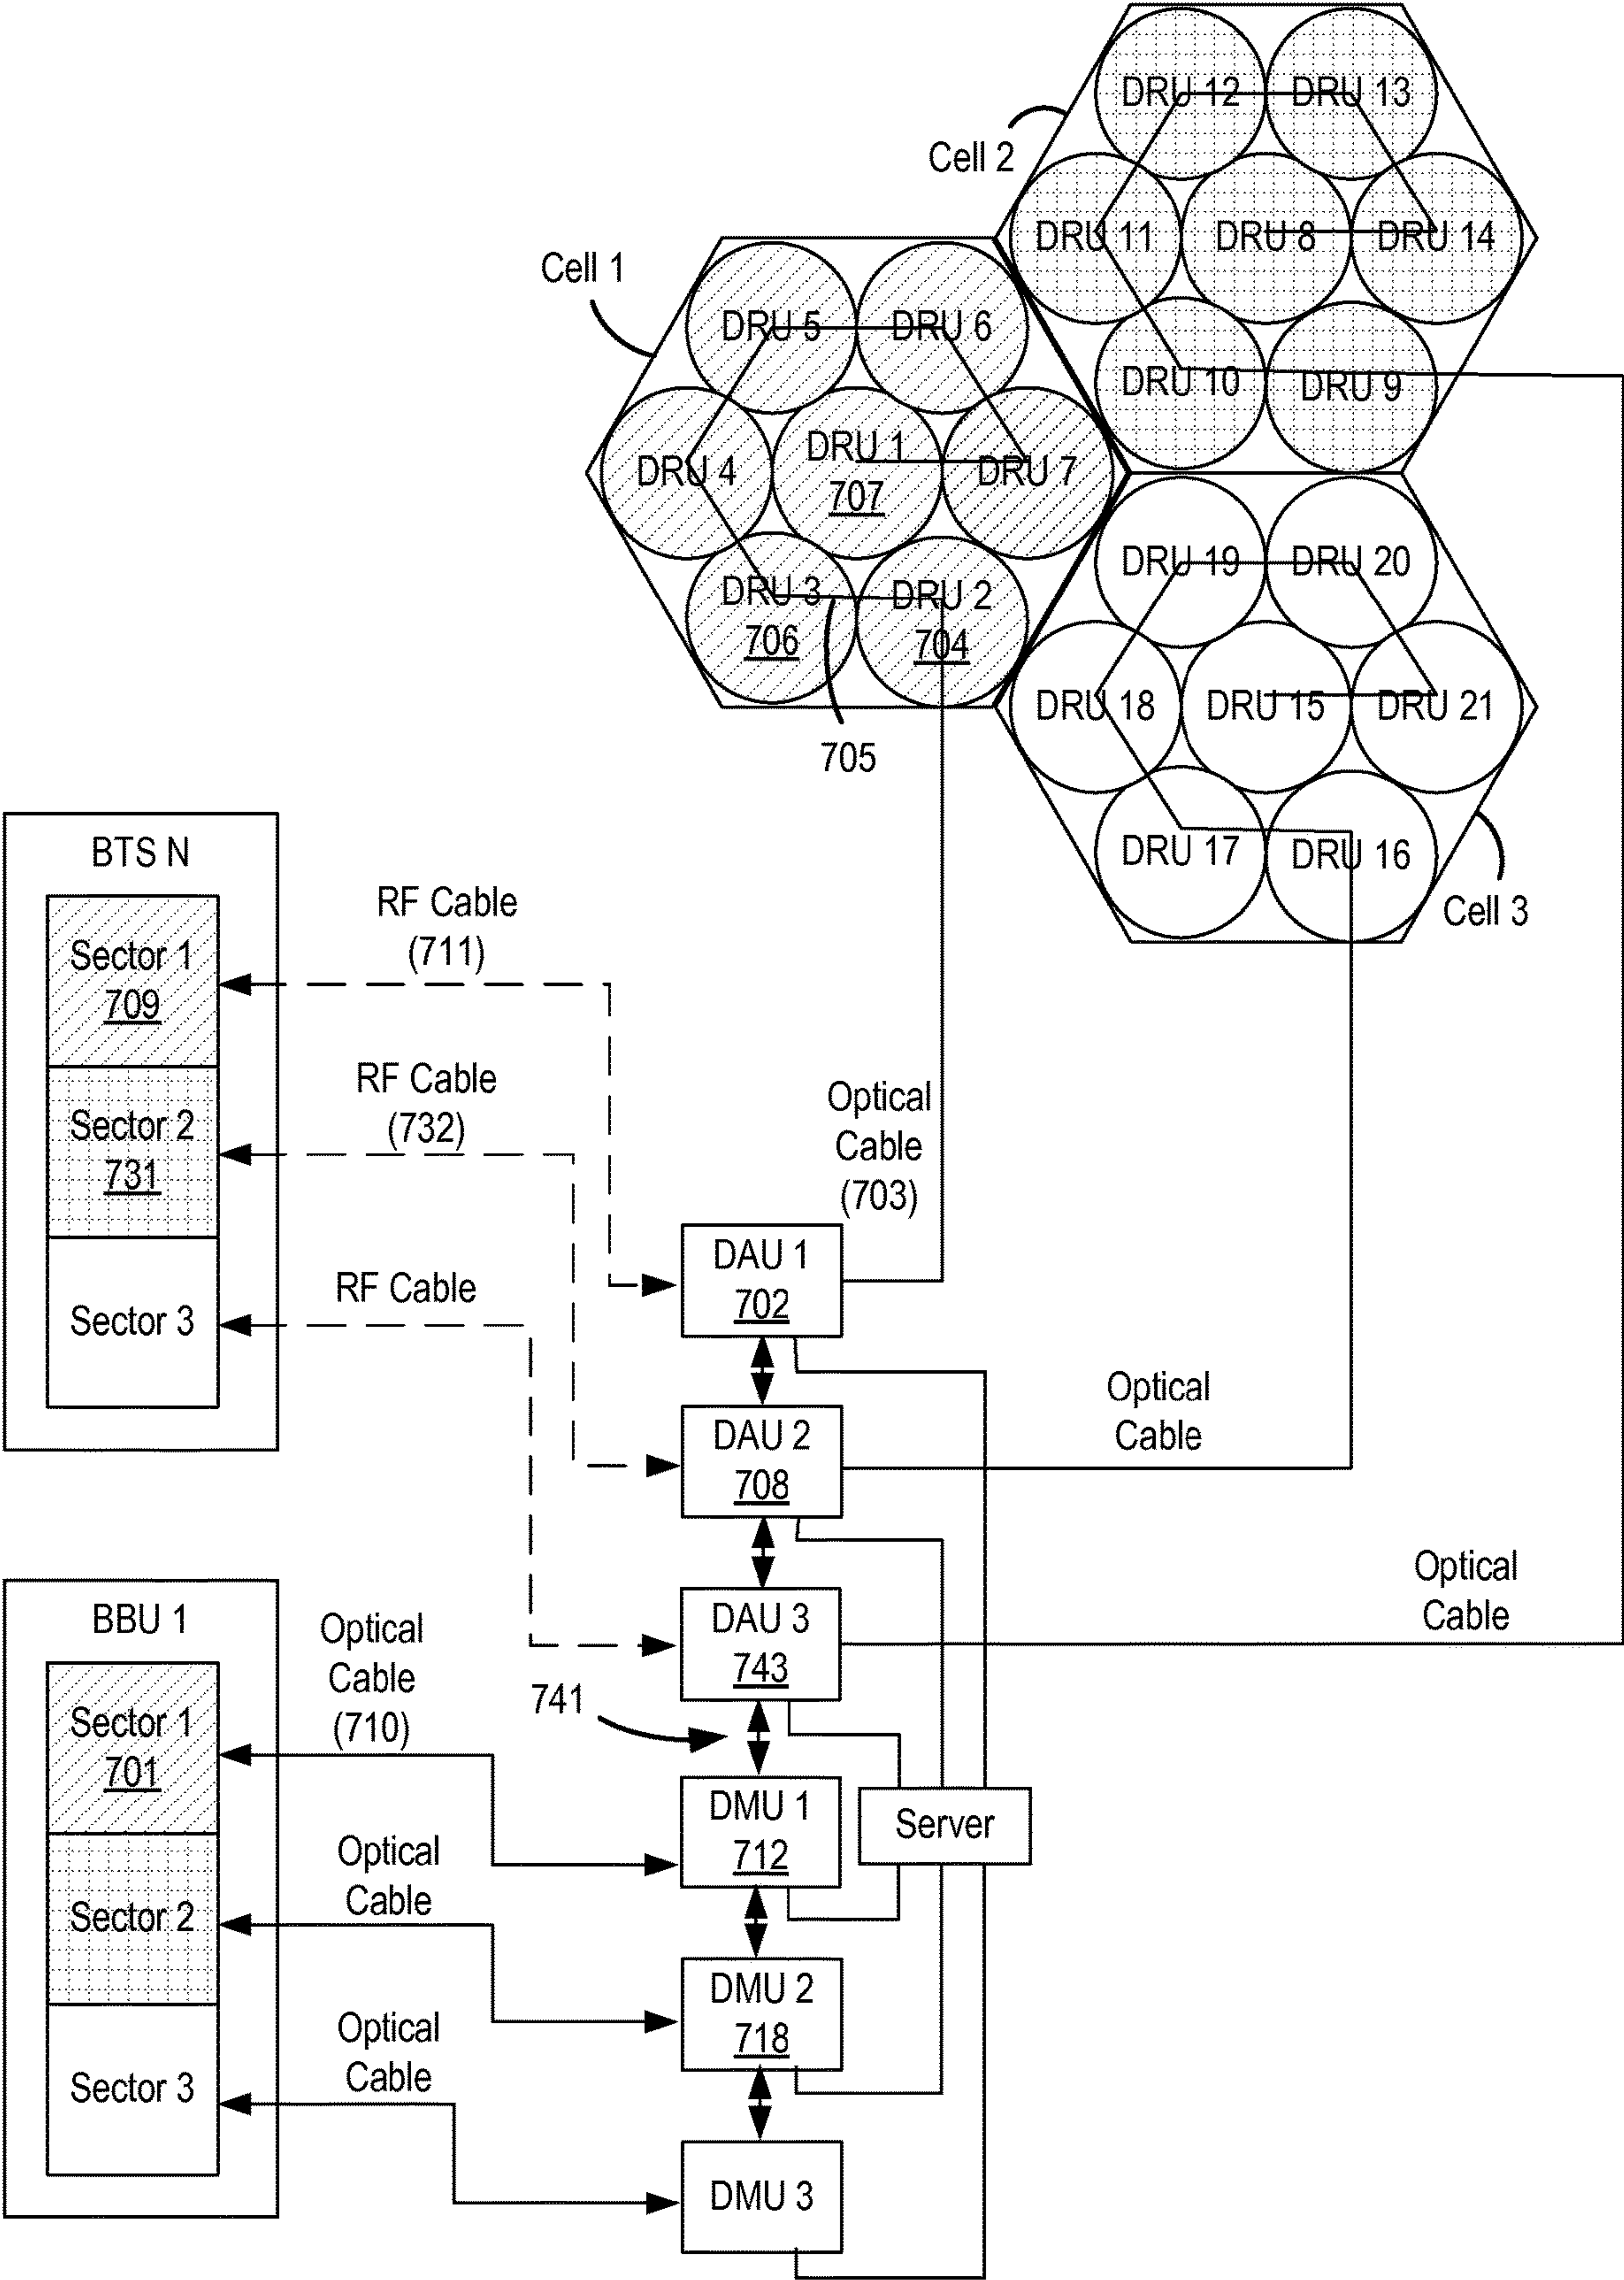 DRU 12
DRU 13
Cell 2
DRU 11
DRU 8
DRU 14
Cell 1
DRU 5
DRU 6
DRU 10
DRU 9
DRU 4
DRU 1
707
DRU 7
DRU 3
706
DRU 2
704
DRU 19
DRU 20
705
DRU 18
DRU 15
DRU 21
DRU 17
DRU 16
Cell 3
BTS N
Sector 1
709
Sector 2
731
Sector 3
RF Cable
(711)
RF Cable
(732)
RF Cable
Optical
Cable
(703)
DAU 1
702
DAU 2
708
Optical
Cable
DAU 3
743
Optical
Cable
BBU 1
Sector 1
701
Sector 2
Sector 3
Optical
Cable
(710)
Optical
Cable
Optical
Cable
741
DMU 1
712
Server
DMU 2
718
DMU 3